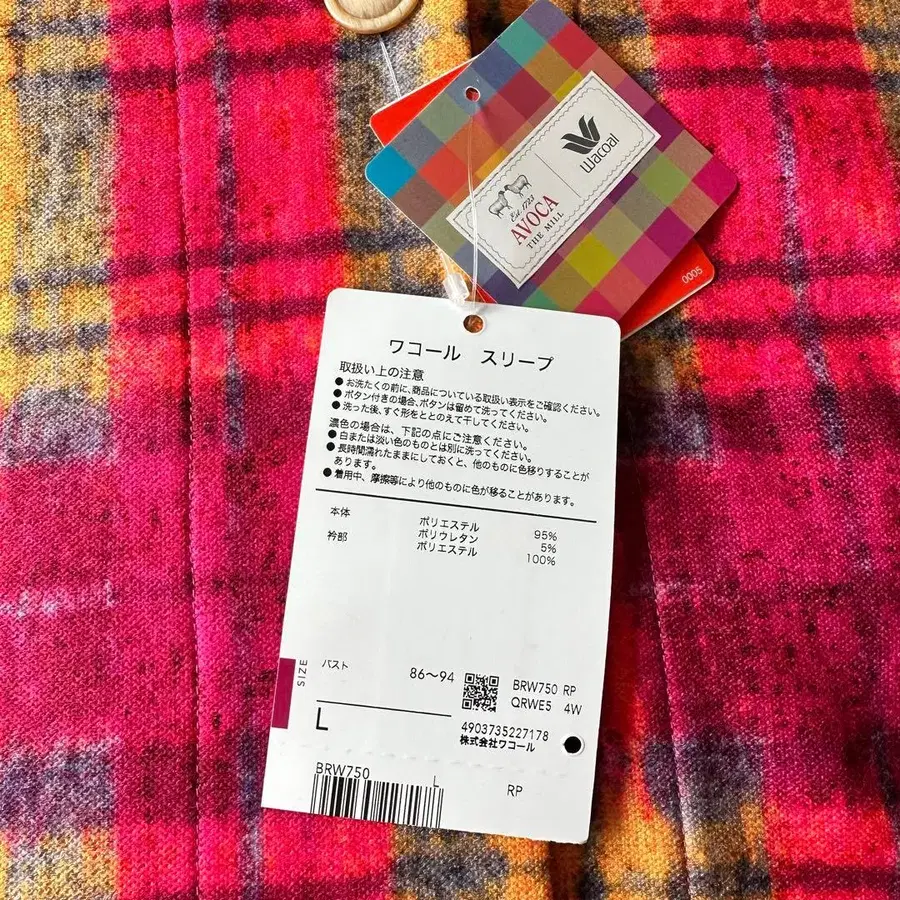 Est. 1723
AVOCA
THE MILL
Wacoal
0005
ワコール スリープ
取扱い上の注意
●お洗たくの前に、商品についている取扱い表示をご確認ください。
●ボタン付きの場合、ボタンは留めて洗ってください。
●洗った後、すぐ形をととのえて干してください。
濃色の場合は、下記の点にご注意ください。
●白または淡い色のものとは別に洗ってください。
●長時間濡れたままにしておくと、他のものに色移りすることが
あります。
●着用中、摩擦等により他のものに色が移ることがあります。
本体 ポリエステル 95%
ポリウレタン 5%
衿部 ポリエステル 100%
SIZE
バスト 86〜94
L
BRW750 RP
QRWE5 4W
4903735227178
株式会社ワコール
BRW750 L RP